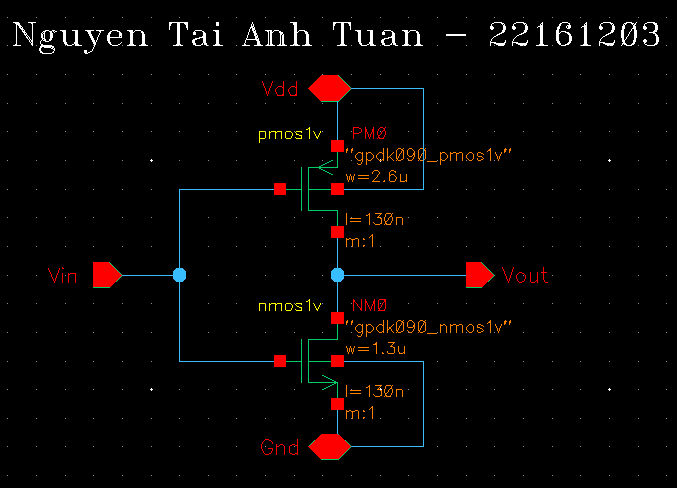 Nguyen Tai Anh Tuan - 22161203
Vdd
pmos1v PM0
"gpdk090_pmos1v"
w=2.6u
l=130n
m:1
Vin
Vout
nmos1v NM0
"gpdk090_nmos1v"
w=1.3u
l=130n
m:1
Gnd